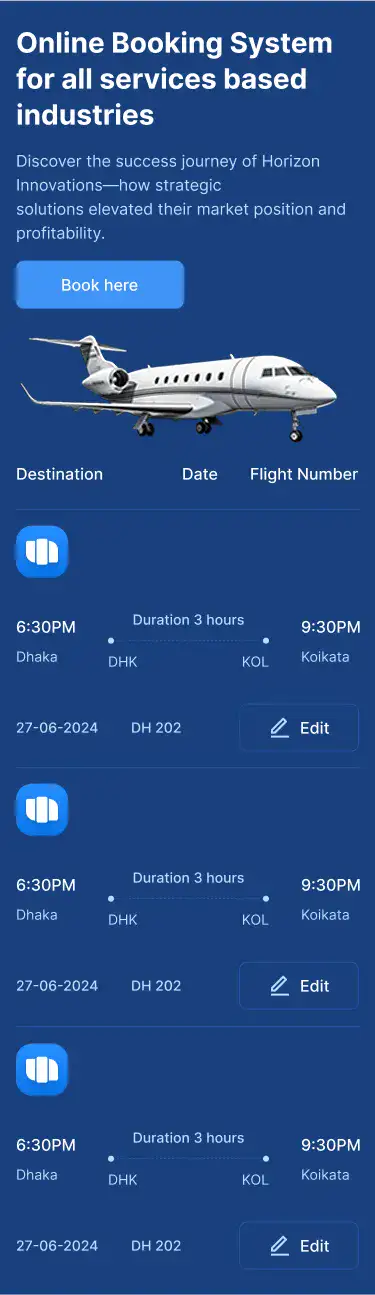 Online Booking System
for all services based
industries
Discover the success journey of Horizon
Innovations—how strategic
solutions elevated their market position and
profitability.
Book here
Destination Date Flight Number
Duration 3 hours
6:30PM 9:30PM
Dhaka DHK KOL Koikata
27-06-2024 DH 202 Edit
Duration 3 hours
6:30PM 9:30PM
Dhaka DHK KOL Koikata
27-06-2024 DH 202 Edit
Duration 3 hours
6:30PM 9:30PM
Dhaka DHK KOL Koikata
27-06-2024 DH 202 Edit